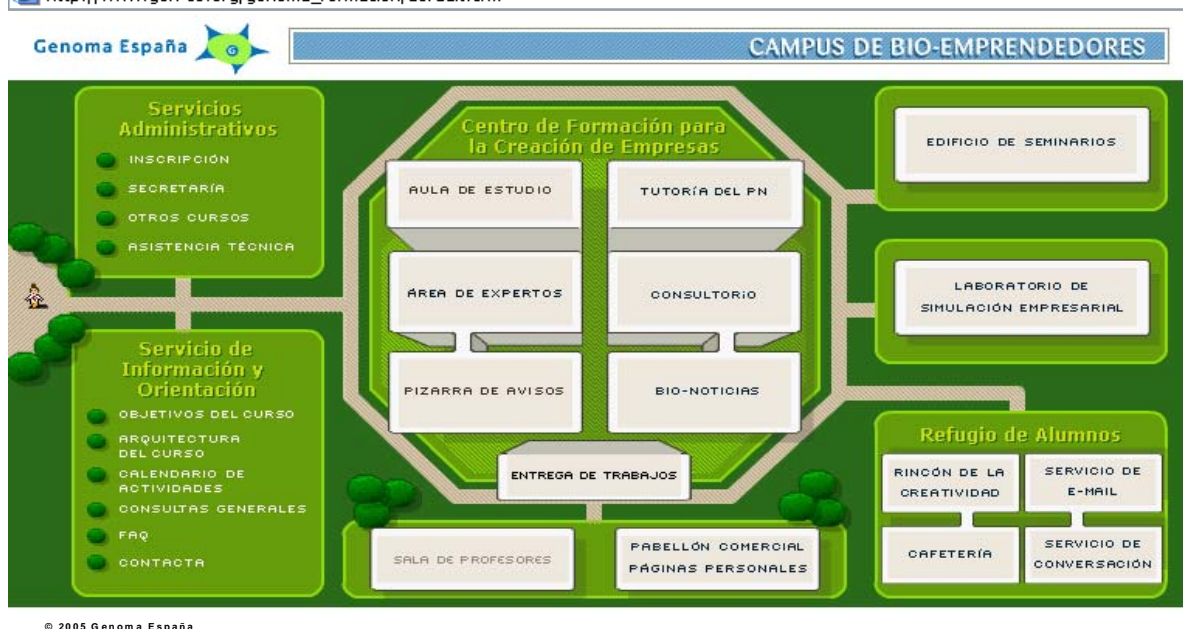 Genoma España
G
CAMPUS DE BIO-EMPRENDEDORES
Servicios
Administrativos
INSCRIPCIÓN
SECRETARÍA
OTROS CURSOS
ASISTENCIA TÉCNICA
Servicio de
Información y
Orientación
OBJETIVOS DEL CURSO
ARQUITECTURA
DEL CURSO
CALENDARIO DE
ACTIVIDADES
CONSULTAS GENERALES
FAQ
CONTACTA
Centro de Formación para
la Creación de Empresas
AULA DE ESTUDIO
TUTORÍA DEL PN
ÁREA DE EXPERTOS
CONSULTORiO
PIZARRA DE AVISOS
BIO-NOTICIAS
ENTREGA DE TRABAJOS
SALA DE PROFESORES
PABELLÓN COMERCIAL
PÁGINAS PERSONALES
EDIFICIO DE SEMINARIOS
LABORATORIO DE
SIMULACIÓN EMPRESARIAL
Refugio de Alumnos
RINCÓN DE LA
CREATIVIDAD
SERVICIO DE
E-MAIL
CAFETERÍA
SERVICIO DE
CONVERSACIÓN
© 2005 Genoma España